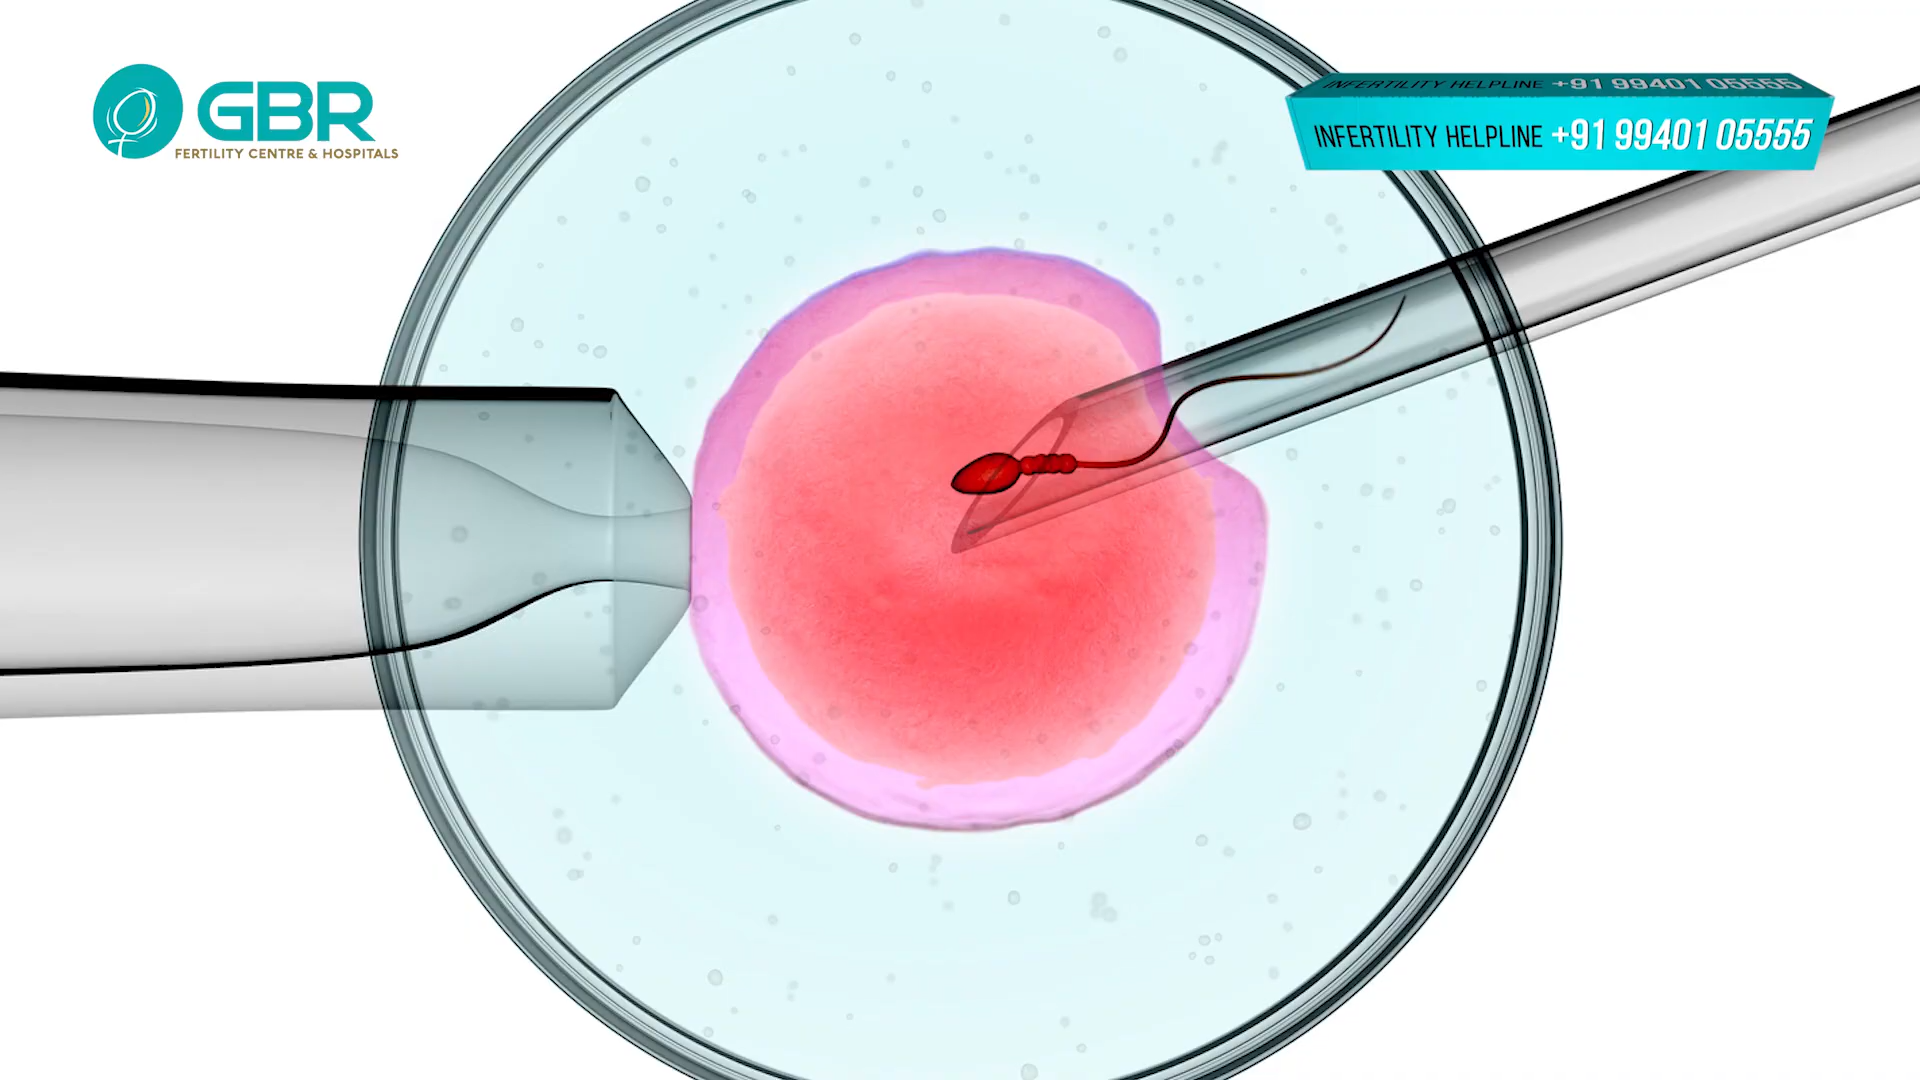 GBR
FERTILITY CENTRE & HOSPITALS
INFERTILITY HELPLINE +91 99401 05555
INFERTILITY HELPLINE +91 99401 05555